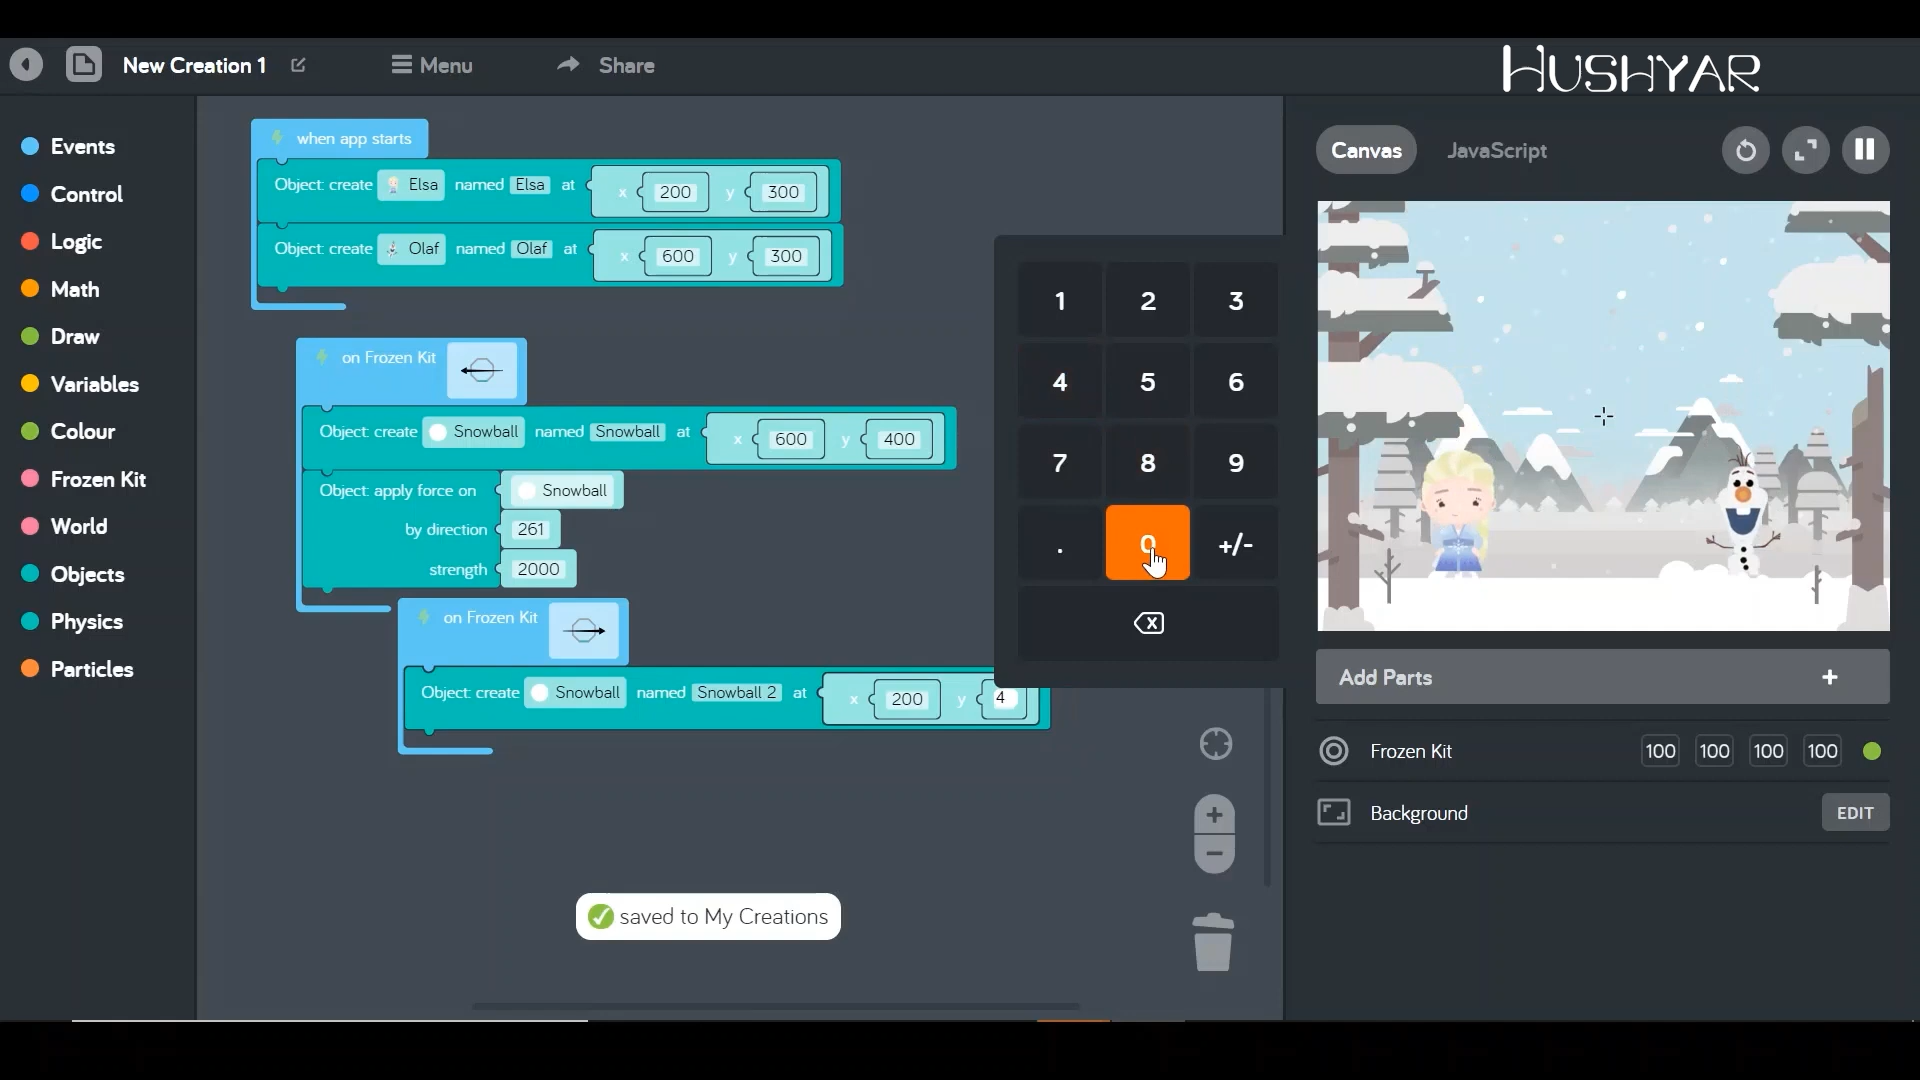 New Creation 1
Menu
Share
HUSHYAR
Events
Control
Logic
Math
Draw
Variables
Colour
Frozen Kit
World
Objects
Physics
Particles
when app starts
Object: create Elsa named Elsa at x 200 y 300
Object: create Olaf named Olaf at x 600 y 300
on Frozen Kit
Object: create Snowball named Snowball at x 600 y 400
Object: apply force on Snowball
by direction 261
strength 2000
on Frozen Kit
Object: create Snowball named Snowball 2 at x 200 y 4
1 2 3
4 5 6
7 8 9
. 0 +/-
saved to My Creations
Canvas
JavaScript
Add Parts +
Frozen Kit 100 100 100 100
Background EDIT